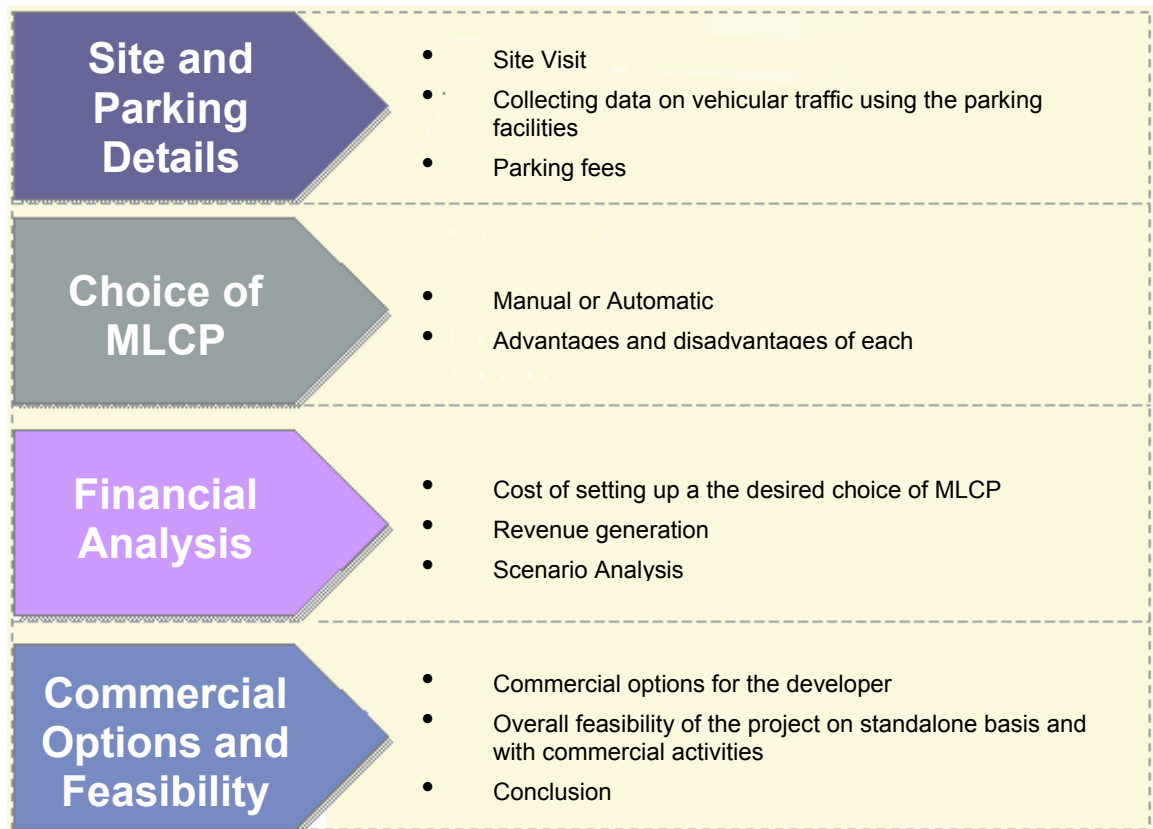 Site and
Parking
Details
• Site Visit
• Collecting data on vehicular traffic using the parking
facilities
• Parking fees
Choice of
MLCP
• Manual or Automatic
• Advantages and disadvantages of each
Financial
Analysis
• Cost of setting up a the desired choice of MLCP
• Revenue generation
• Scenario Analysis
Commercial
Options and
Feasibility
• Commercial options for the developer
• Overall feasibility of the project on standalone basis and
with commercial activities
• Conclusion